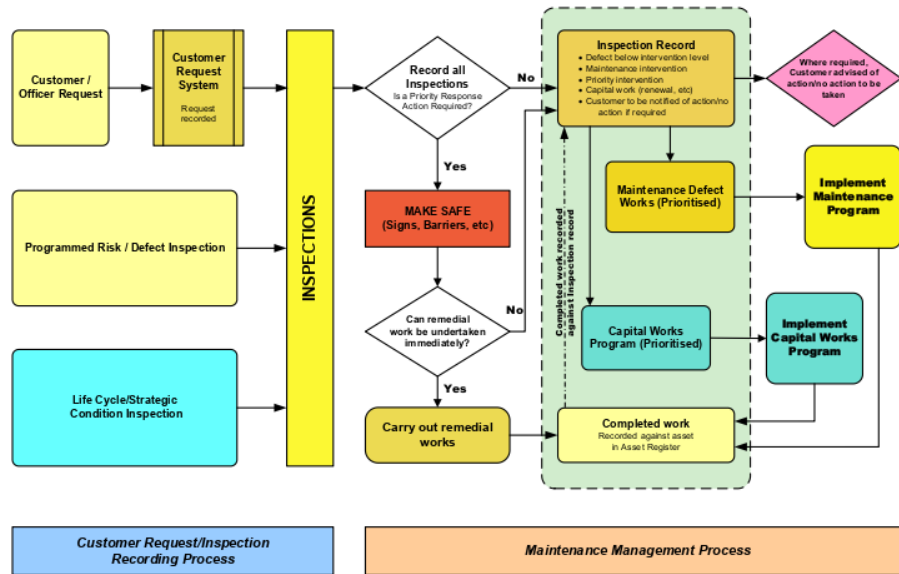 Customer /
Officer Request
Customer
Request
System
Request
recorded
Programmed Risk / Defect Inspection
Life Cycle/Strategic
Condition Inspection
INSPECTIONS
Record all
Inspections
Is a Priority Response
Action Required?
No
Yes
MAKE SAFE
(Signs, Barriers, etc)
Can remedial
work be undertaken
immediately?
No
Yes
Carry out remedial
works
Inspection Record
• Defect below intervention level
• Maintenance intervention
• Priority intervention
• Capital work (renewal, etc)
• Customer to be notified of action/no
action if required
Where required,
Customer advised of
action/no action to be
taken
Maintenance Defect
Works (Prioritised)
Implement
Maintenance
Program
Completed work recorded
against Inspection record
Capital Works
Program (Prioritised)
Implement
Capital Works
Program
Completed work
Recorded against asset
in Asset Register
Customer Request/Inspection
Recording Process
Maintenance Management Process